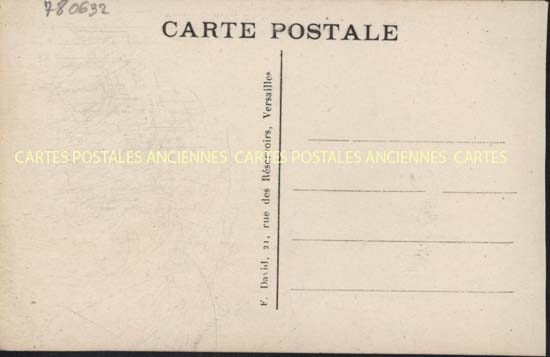 780632
CARTE POSTALE
F. David, 21, rue des Réservoirs, Versailles
CARTES POSTALES ANCIENNES CARTES POSTALES ANCIENNES CARTES